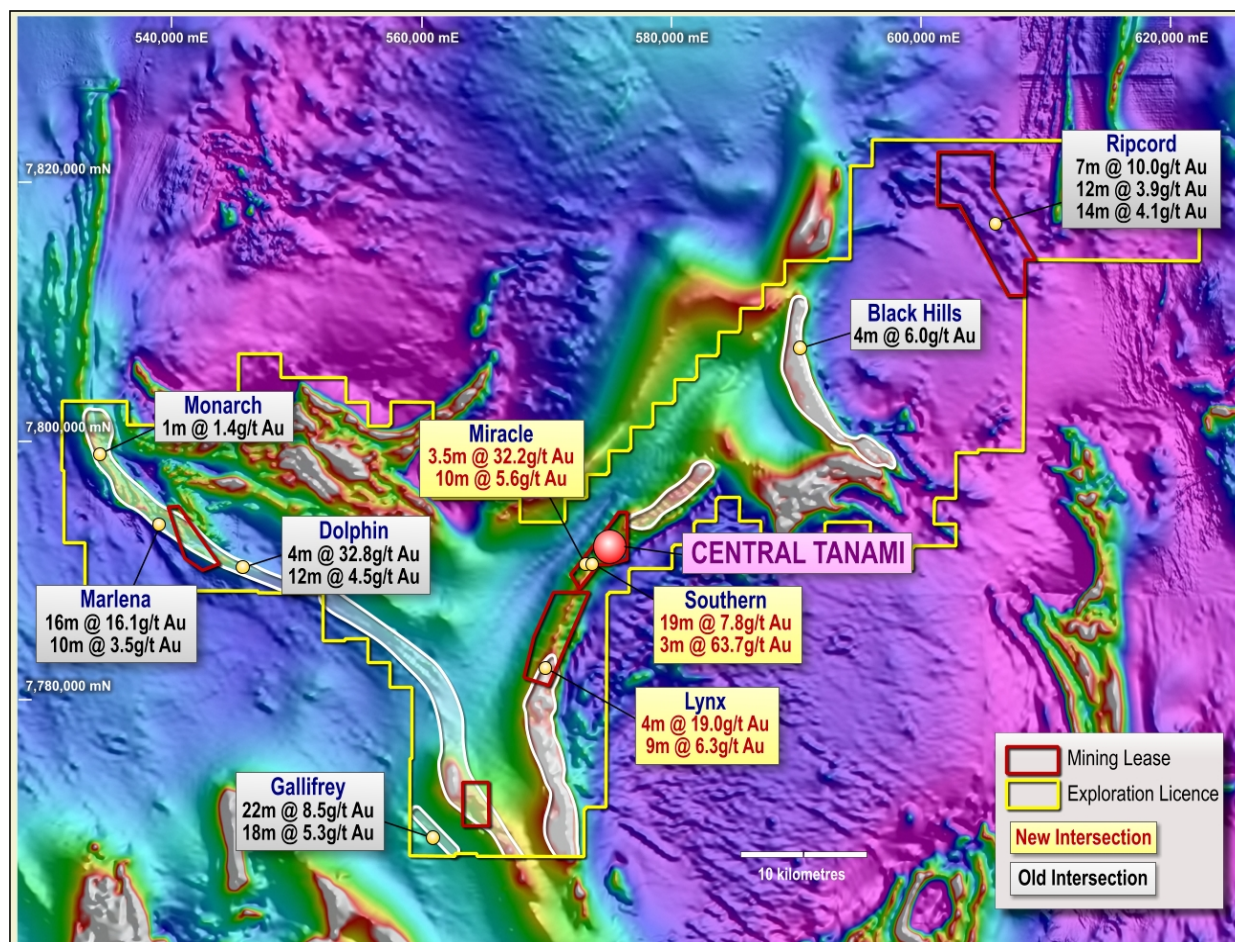 540,000 mE
560,000 mE
580,000 mE
600,000 mE
620,000 mE
7,820,000 mN
Ripcord
7m @ 10.0g/t Au
12m @ 3.9g/t Au
14m @ 4.1g/t Au
Black Hills
4m @ 6.0g/t Au
Monarch
1m @ 1.4g/t Au
7,800,000 mN
Miracle
3.5m @ 32.2g/t Au
10m @ 5.6g/t Au
Dolphin
4m @ 32.8g/t Au
12m @ 4.5g/t Au
CENTRAL TANAMI
Marlena
16m @ 16.1g/t Au
10m @ 3.5g/t Au
Southern
19m @ 7.8g/t Au
3m @ 63.7g/t Au
7,780,000 mN
Lynx
4m @ 19.0g/t Au
9m @ 6.3g/t Au
Gallifrey
22m @ 8.5g/t Au
18m @ 5.3g/t Au
10 kilometres
Mining Lease
Exploration Licence
New Intersection
Old Intersection